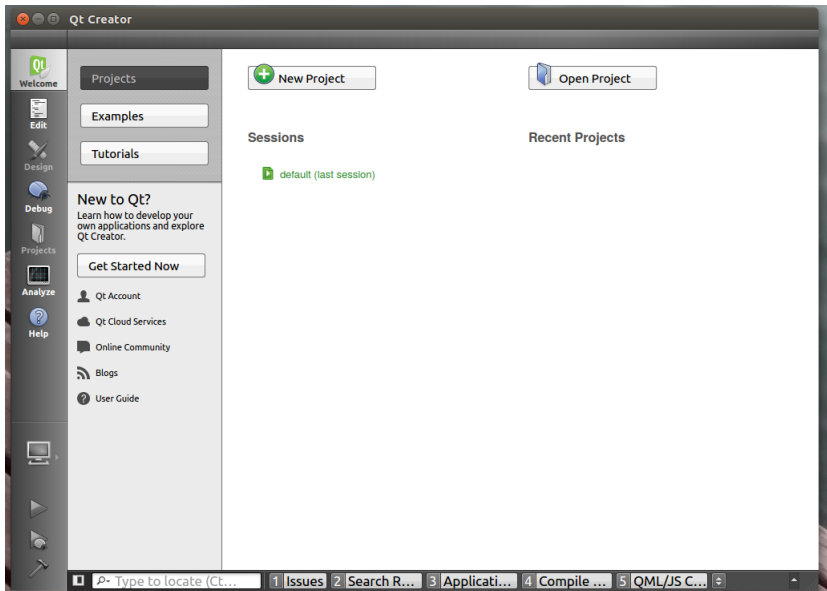 Qt Creator
Qt
Welcome
Edit
Design
Debug
Projects
Analyze
Help
Projects
Examples
Tutorials
New to Qt?
Learn how to develop your
own applications and explore
Qt Creator.
Get Started Now
Qt Account
Qt Cloud Services
Online Community
Blogs
? User Guide
New Project
Open Project
Sessions
Recent Projects
default (last session)
Type to locate (Ct...
1 Issues
2 Search R...
3 Applicati...
4 Compile ...
5 QML/JS C...